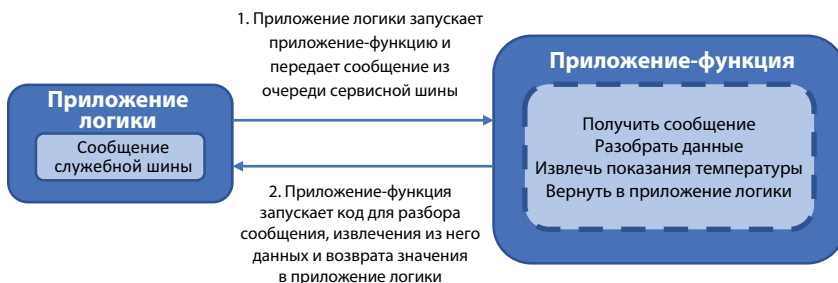 1. Приложение логики запускает
приложение-функцию и
передает сообщение из
очереди сервисной шины
Приложение
логики
Сообщение
служебной шины
Приложение-функция
Получить сообщение
Разобрать данные
Извлечь показания температуры
Вернуть в приложение логики
2. Приложение-функция
запускает код для разбора
сообщения, извлечения из него
данных и возврата значения
в приложение логики